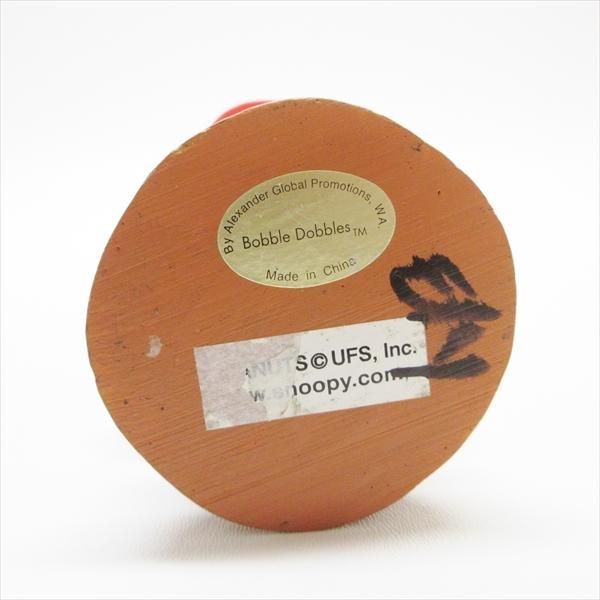 By Alexander Global Promotions, WA.
Bobble Dobbles TM
Made in China
NUTS © UFS, Inc.
w.snoopy.com